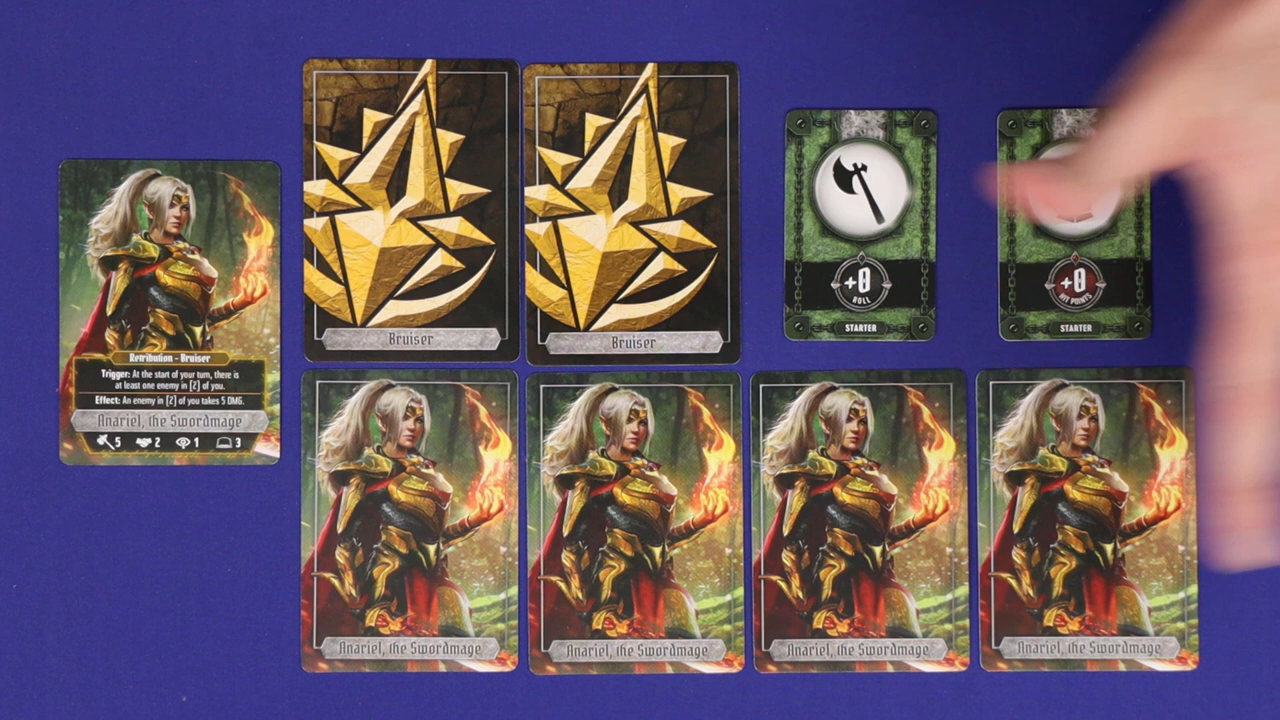 Bruiser
Bruiser
+0
ROLL
STARTER
+0
HIT POINTS
STARTER
Retribution - Bruiser
Trigger: At the start of your turn, there is
at least one enemy in [2] of you.
Effect: An enemy in [2] of you takes 5 DMG.
Anariel, the Swordmage
5 2 1 3
Anariel, the Swordmage
Anariel, the Swordmage
Anariel, the Swordmage
Anariel, the Swordmage